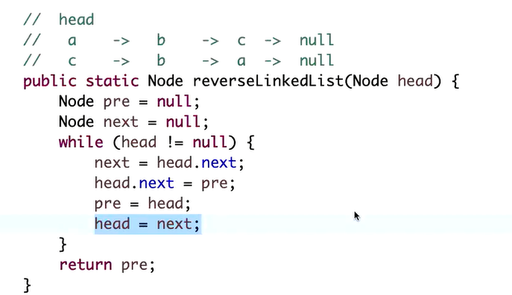 // head
// a -> b -> c -> null
// c -> b -> a -> null
public static Node reverseLinkedList(Node head) {
Node pre = null;
Node next = null;
while (head != null) {
next = head.next;
head.next = pre;
pre = head;
head = next;
}
return pre;
}